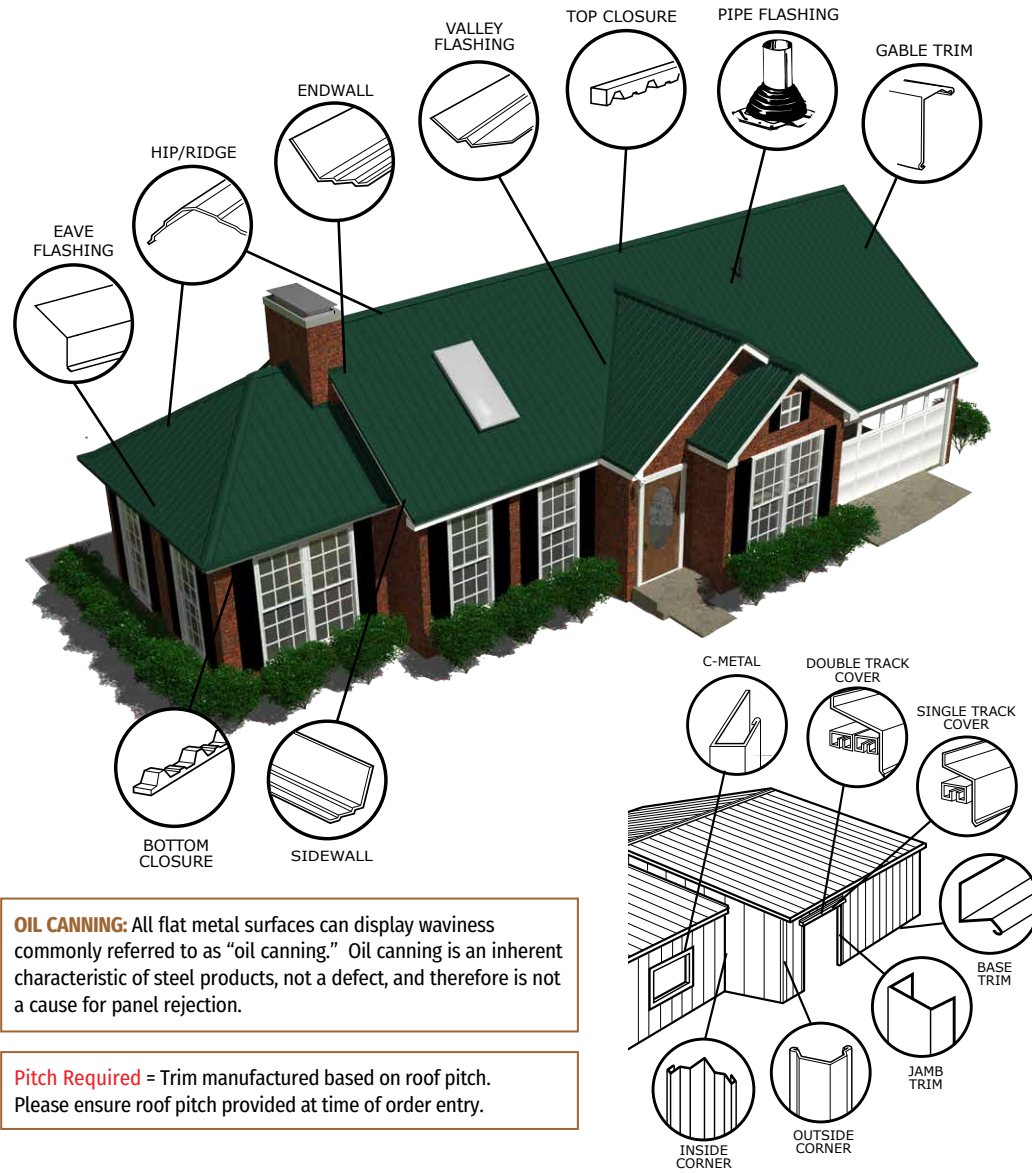 TOP CLOSURE
PIPE FLASHING
VALLEY
FLASHING
GABLE TRIM
ENDWALL
HIP/RIDGE
EAVE
FLASHING
C-METAL
DOUBLE TRACK
COVER
SINGLE TRACK
COVER
BOTTOM
CLOSURE
SIDEWALL
OIL CANNING: All flat metal surfaces can display waviness
commonly referred to as “oil canning.” Oil canning is an inherent
characteristic of steel products, not a defect, and therefore is not
a cause for panel rejection.
BASE
TRIM
JAMB
TRIM
Pitch Required = Trim manufactured based on roof pitch.
Please ensure roof pitch provided at time of order entry.
OUTSIDE
CORNER
INSIDE
CORNER